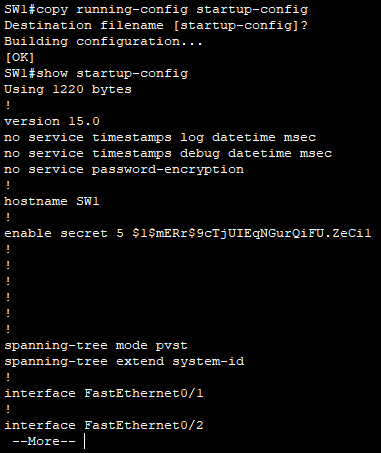 SW1#copy running-config startup-config
Destination filename [startup-config]?
Building configuration...
[OK]
SW1#show startup-config
Using 1220 bytes
!
version 15.0
no service timestamps log datetime msec
no service timestamps debug datetime msec
no service password-encryption
!
hostname SW1
!
enable secret 5 $1$mERr$9cTjUIEqNGurQiFU.ZeCi1
!
!
!
!
!
!
spanning-tree mode pvst
spanning-tree extend system-id
!
interface FastEthernet0/1
!
interface FastEthernet0/2
--More--